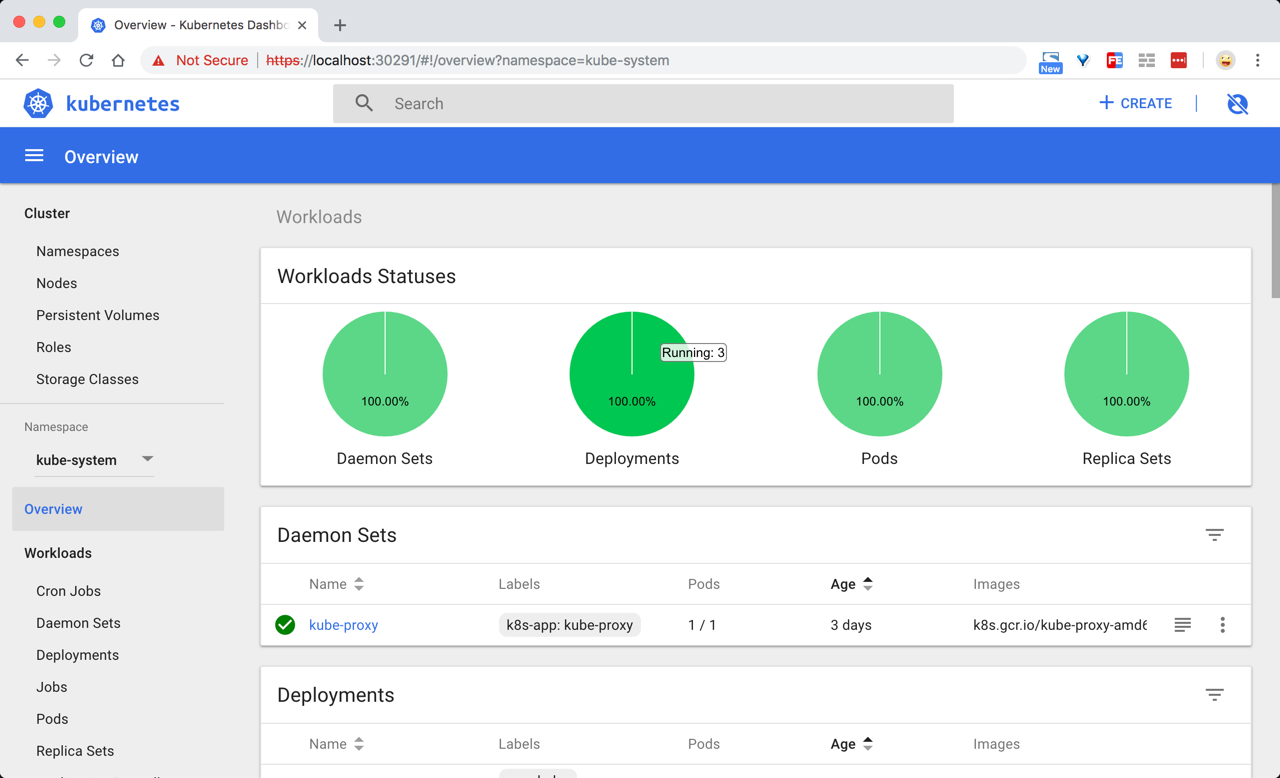 Overview - Kubernetes Dashbo
Not Secure https://localhost:30291/#!/overview?namespace=kube-system
New
FE
kubernetes
Search
CREATE
Overview
Cluster
Namespaces
Nodes
Persistent Volumes
Roles
Storage Classes
Namespace
kube-system
Overview
Workloads
Cron Jobs
Daemon Sets
Deployments
Jobs
Pods
Replica Sets
Workloads
Workloads Statuses
Running: 3
100.00% 100.00% 100.00% 100.00%
Daemon Sets Deployments Pods Replica Sets
Daemon Sets
Name Labels Pods Age Images
kube-proxy k8s-app: kube-proxy 1 / 1 3 days k8s.gcr.io/kube-proxy-amd6
Deployments
Name Labels Pods Age Images